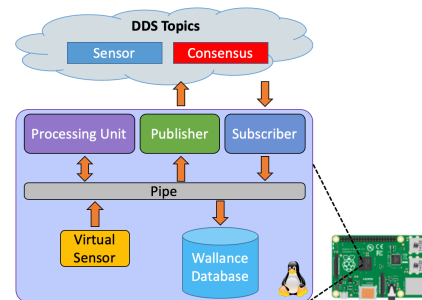 DDS Topics
Sensor
Consensus
Processing Unit
Publisher
Subscriber
Pipe
Virtual
Sensor
Wallance
Database